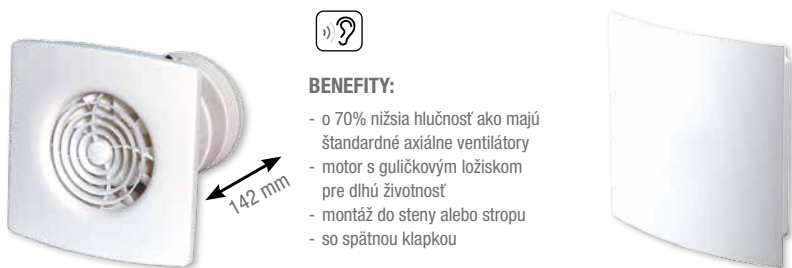 BENEFITY:
- o 70% nižsia hlučnosť ako majú
štandardné axiálne ventilátory
- motor s guličkovým ložiskom
pre dlhú životnosť
- montáž do steny alebo stropu
- so spätnou klapkou
142 mm